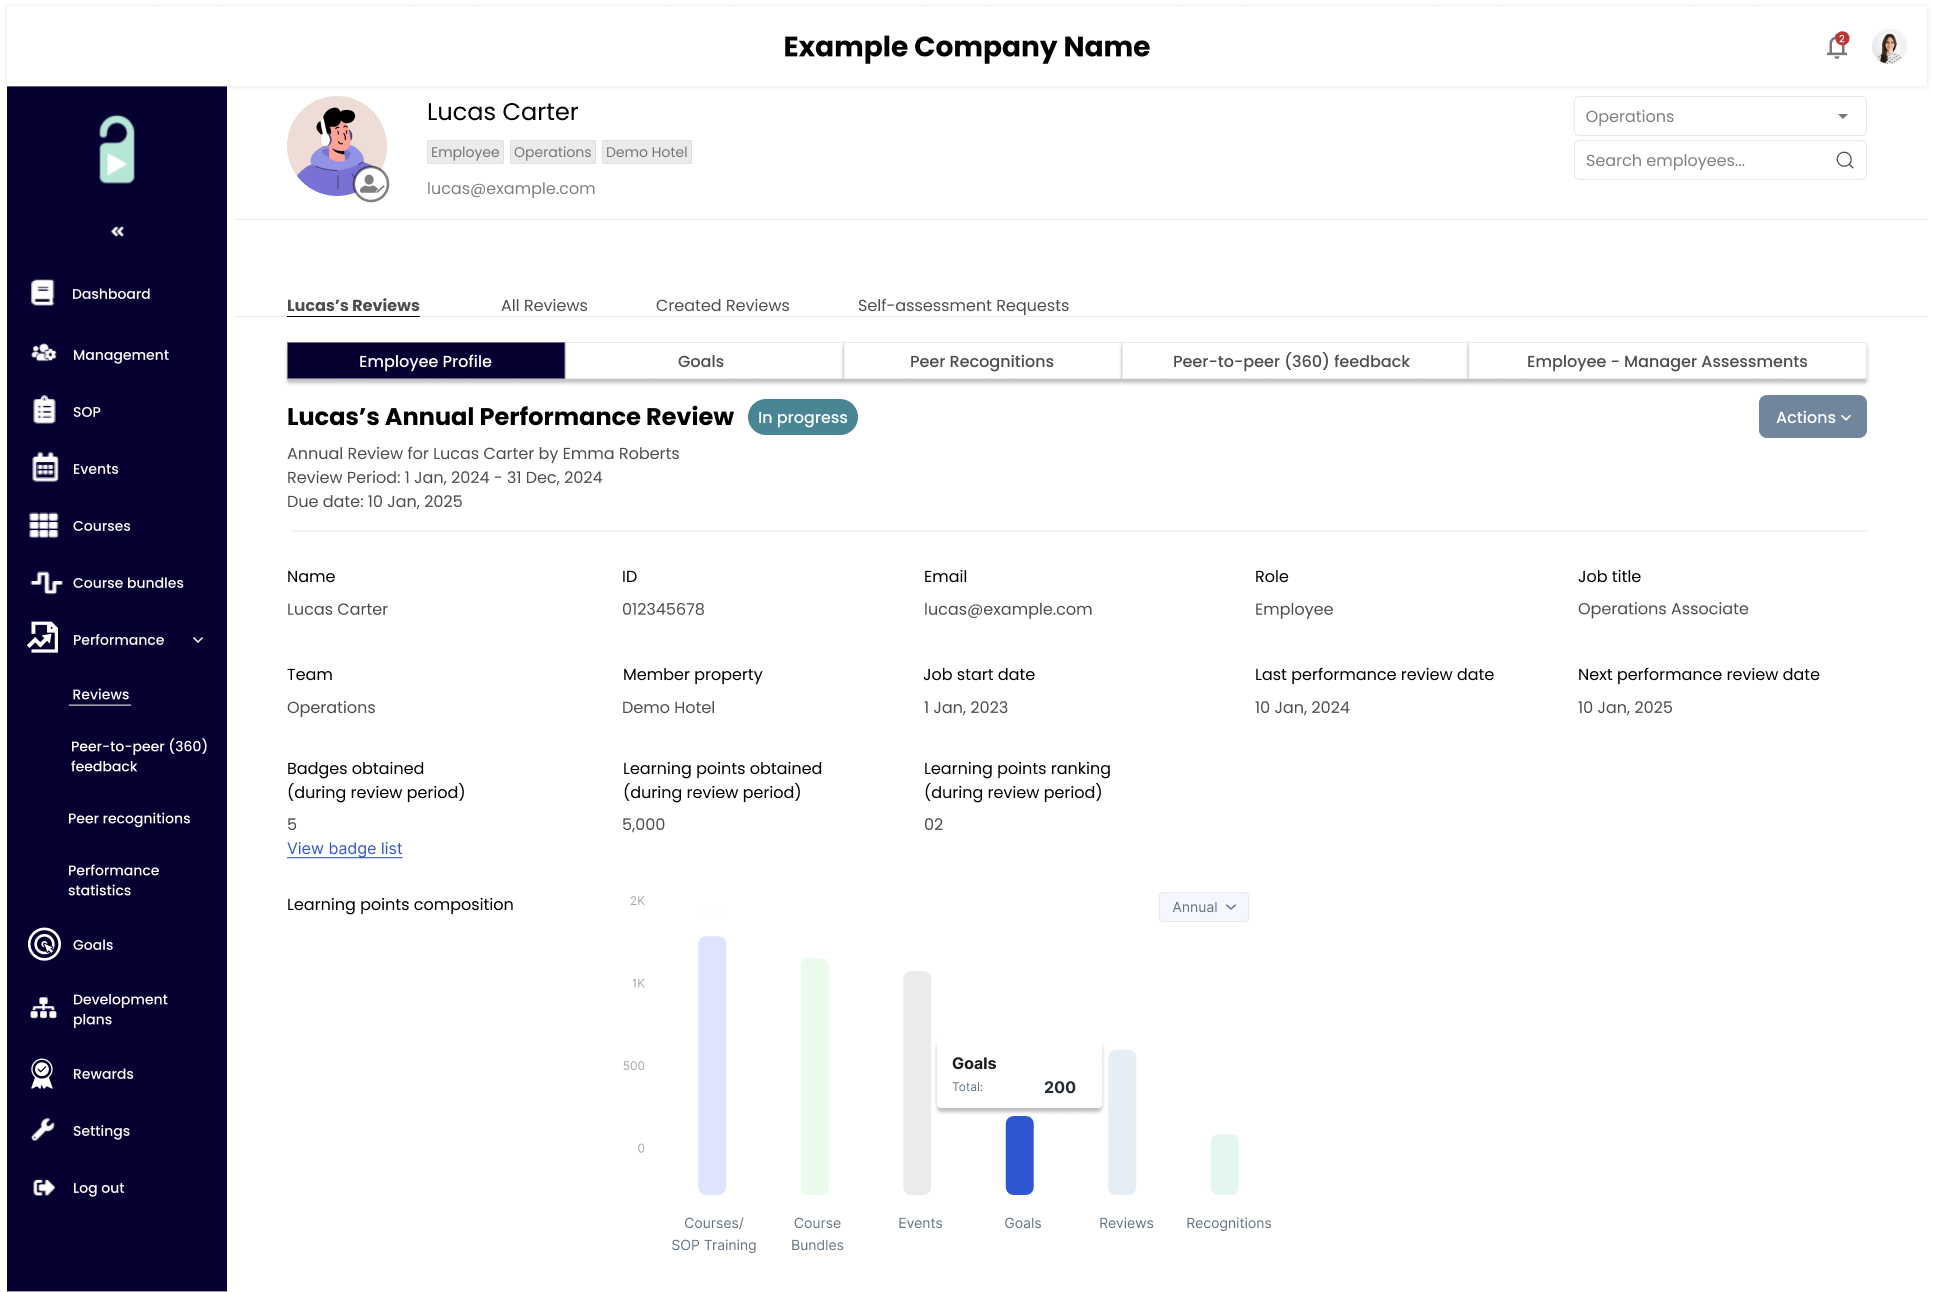 Example Company Name
2
Lucas Carter
Employee Operations Demo Hotel
lucas@example.com
Operations
Search employees...
«
Dashboard
Management
SOP
Events
Courses
Course bundles
Performance
Reviews
Peer-to-peer (360)
feedback
Peer recognitions
Performance
statistics
Goals
Development
plans
Rewards
Settings
Log out
Lucas’s Reviews
All Reviews
Created Reviews
Self-assessment Requests
Employee Profile
Goals
Peer Recognitions
Peer-to-peer (360) feedback
Employee - Manager Assessments
Lucas’s Annual Performance Review
In progress
Actions
Annual Review for Lucas Carter by Emma Roberts
Review Period: 1 Jan, 2024 - 31 Dec, 2024
Due date: 10 Jan, 2025
Name
Lucas Carter
ID
012345678
Email
lucas@example.com
Role
Employee
Job title
Operations Associate
Team
Operations
Member property
Demo Hotel
Job start date
1 Jan, 2023
Last performance review date
10 Jan, 2024
Next performance review date
10 Jan, 2025
Badges obtained
(during review period)
5
View badge list
Learning points obtained
(during review period)
5,000
Learning points ranking
(during review period)
02
Learning points composition
Annual
2K
1K
500
0
Goals
Total: 200
Courses/
SOP Training
Course
Bundles
Events
Goals
Reviews
Recognitions